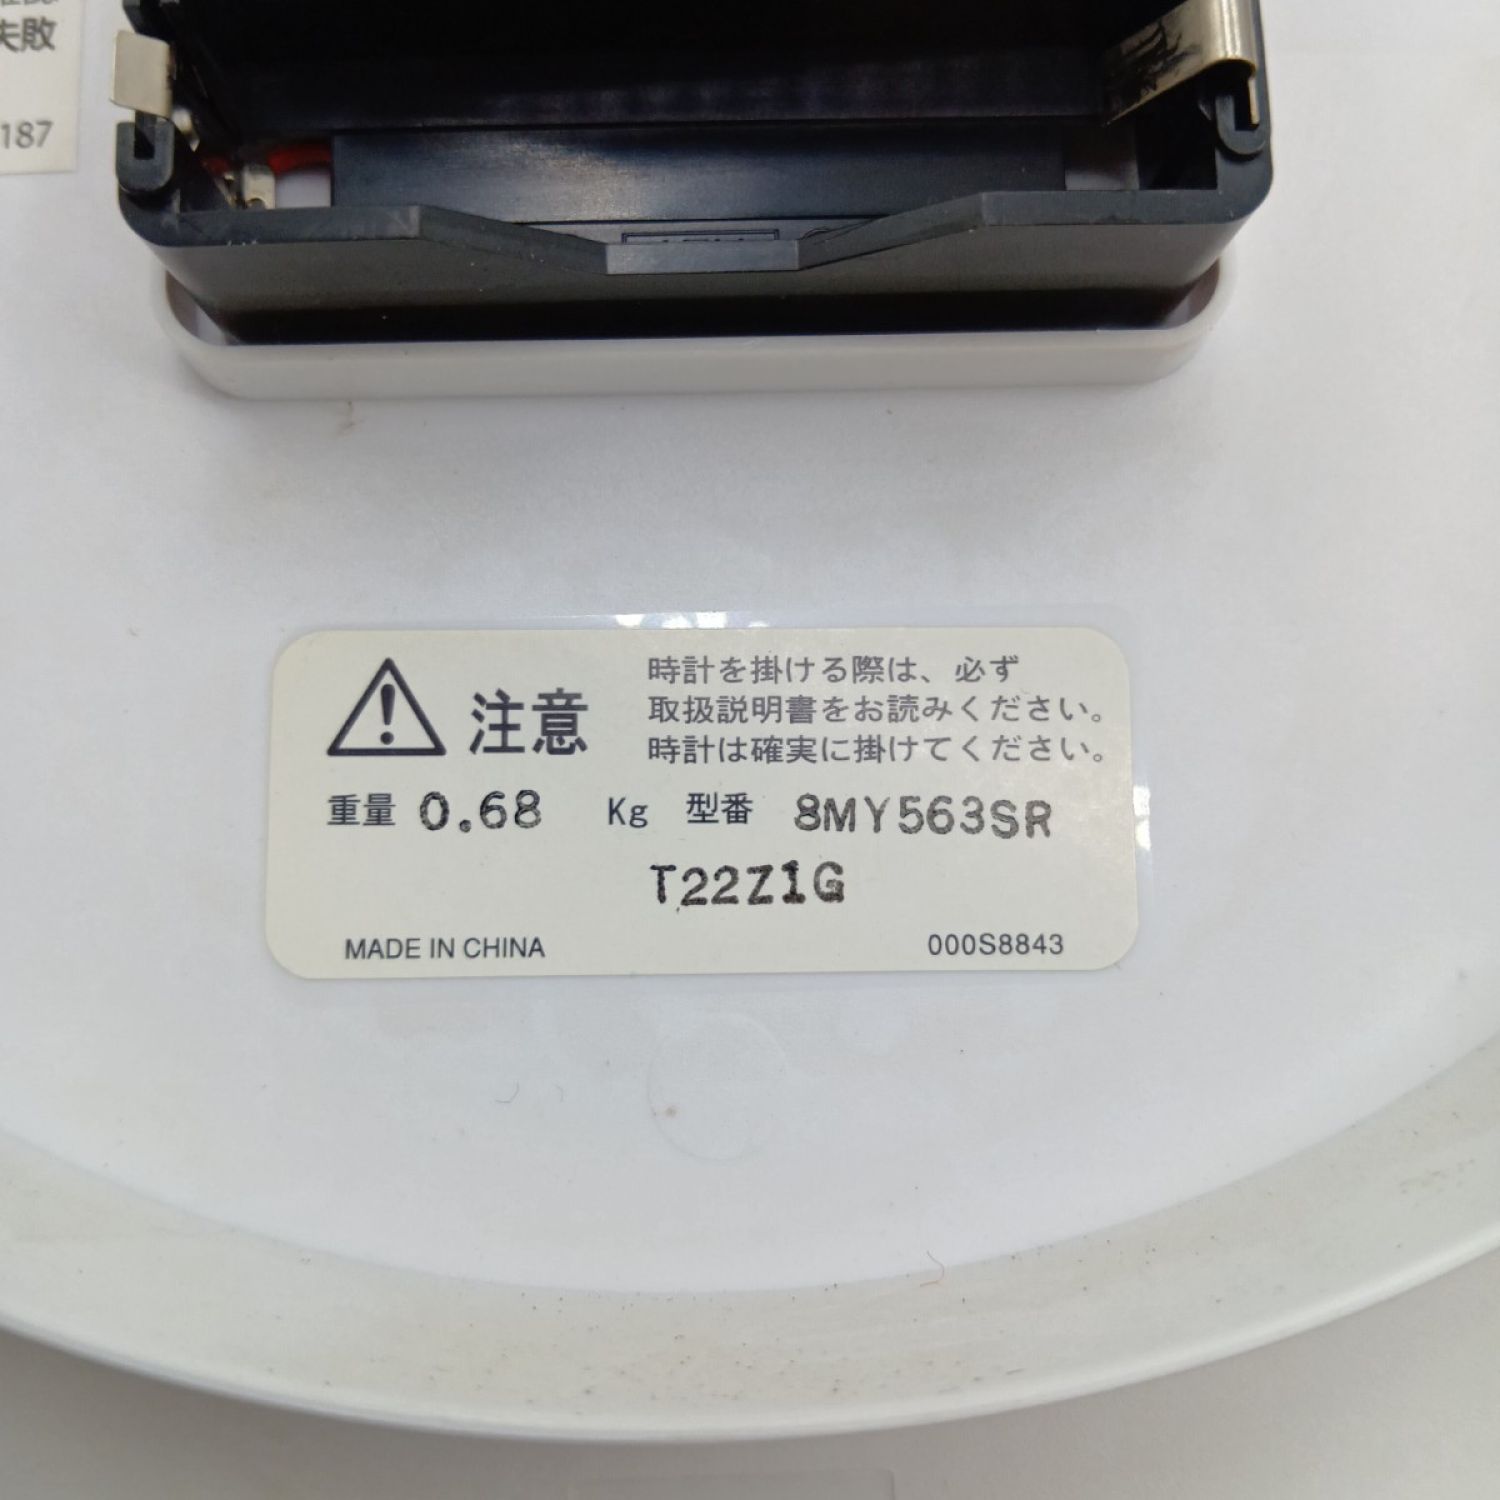 失敗
187
注意
時計を掛ける際は、必ず
取扱説明書をお読みください。
時計は確実に掛けてください。
重量 0.68 Kg 型番 8MY563SR
T22Z1G
MADE IN CHINA 000S8843